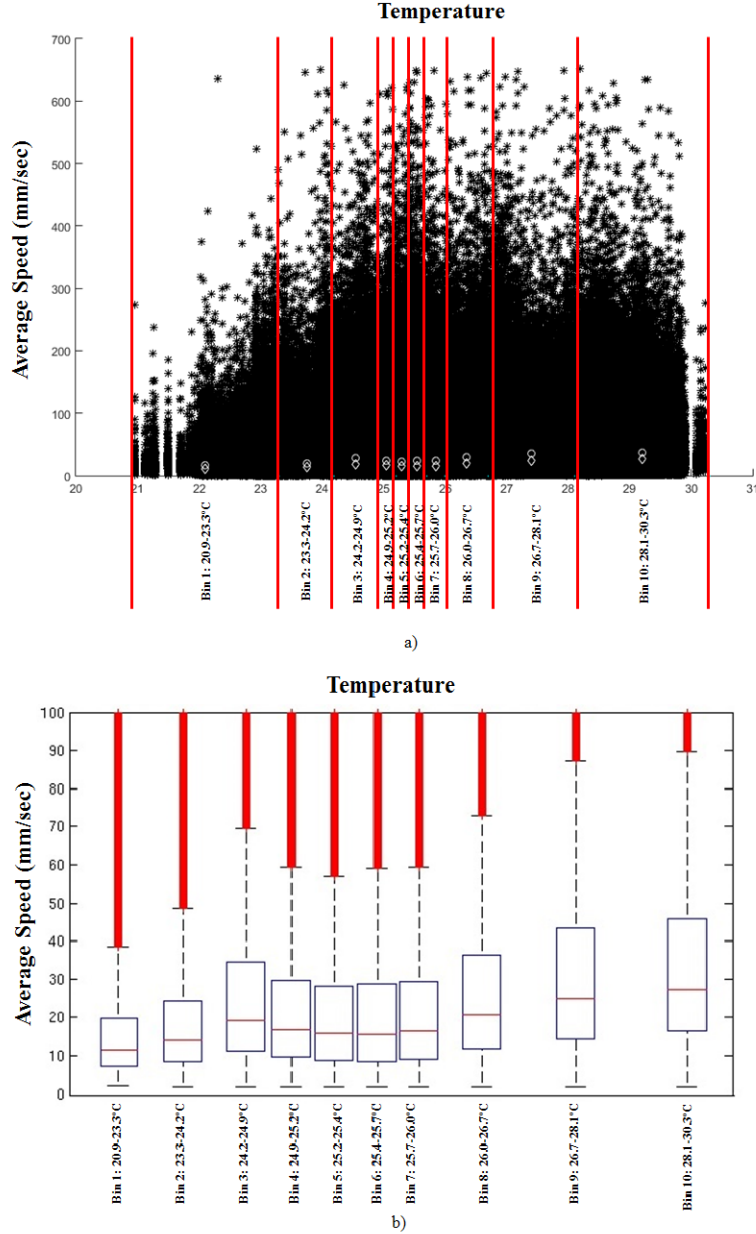 Temperature
Average Speed (mm/sec)
700
600
500
400
300
200
100
0
20
21
22
23
24
25
26
27
28
29
30
31
Bin 1: 20.9-23.3°C
Bin 2: 23.3-24.2°C
Bin 3: 24.2-24.9°C
Bin 4: 24.9-25.2°C
Bin 5: 25.2-25.4°C
Bin 6: 25.4-25.7°C
Bin 7: 25.7-26.0°C
Bin 8: 26.0-26.7°C
Bin 9: 26.7-28.1°C
Bin 10: 28.1-30.3°C
a)
Temperature
Average Speed (mm/sec)
100
90
80
70
60
50
40
30
20
10
0
Bin 1: 20.9-23.3°C
Bin 2: 23.3-24.2°C
Bin 3: 24.2-24.9°C
Bin 4: 24.9-25.2°C
Bin 5: 25.2-25.4°C
Bin 6: 25.4-25.7°C
Bin 7: 25.7-26.0°C
Bin 8: 26.0-26.7°C
Bin 9: 26.7-28.1°C
Bin 10: 28.1-30.3°C
b)